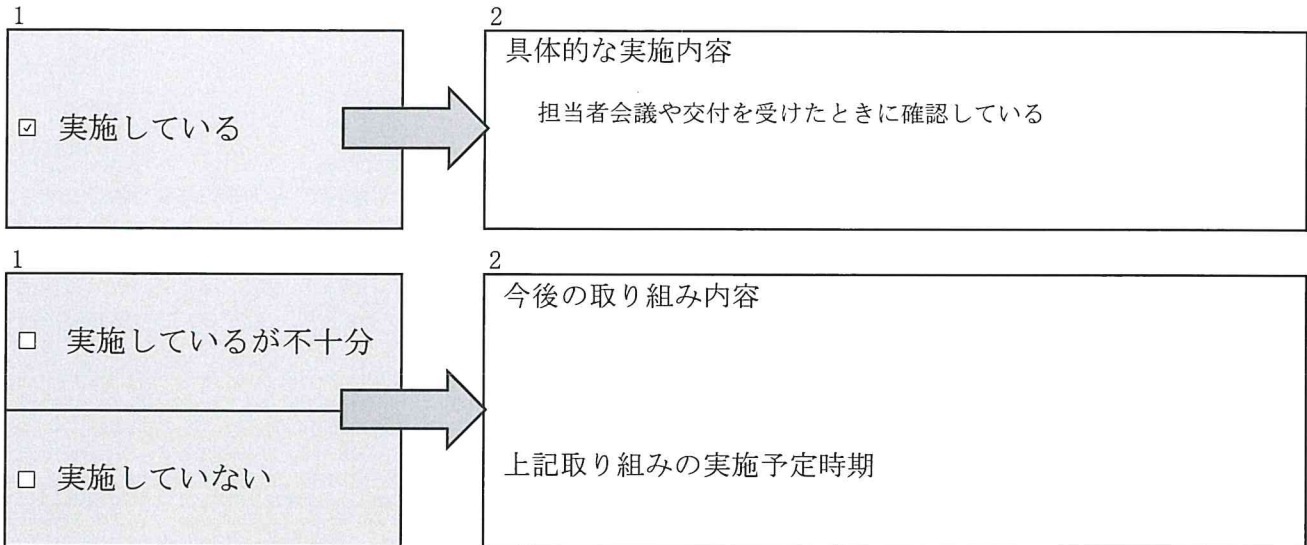 1
2
☑ 実施している
具体的な実施内容
担当者会議や交付を受けたときに確認している
1
2
□ 実施しているが不十分
□ 実施していない
今後の取り組み内容
上記取り組みの実施予定時期